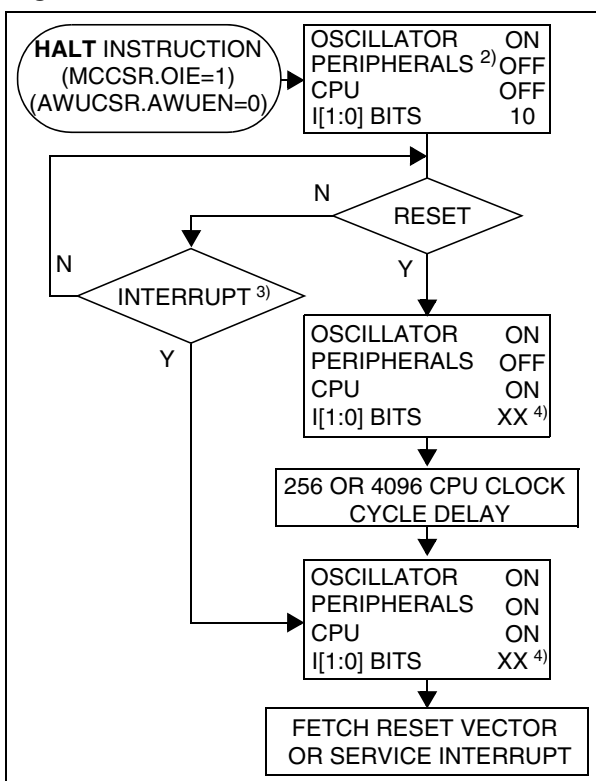 HALT INSTRUCTION
(MCCSR.OIE=1)
(AWUCSR.AWUEN=0)
OSCILLATOR ON
PERIPHERALS 2) OFF
CPU OFF
I[1:0] BITS 10
N
RESET
N
Y
INTERRUPT 3)
Y
OSCILLATOR ON
PERIPHERALS OFF
CPU ON
I[1:0] BITS XX 4)
256 OR 4096 CPU CLOCK
CYCLE DELAY
OSCILLATOR ON
PERIPHERALS ON
CPU ON
I[1:0] BITS XX 4)
FETCH RESET VECTOR
OR SERVICE INTERRUPT